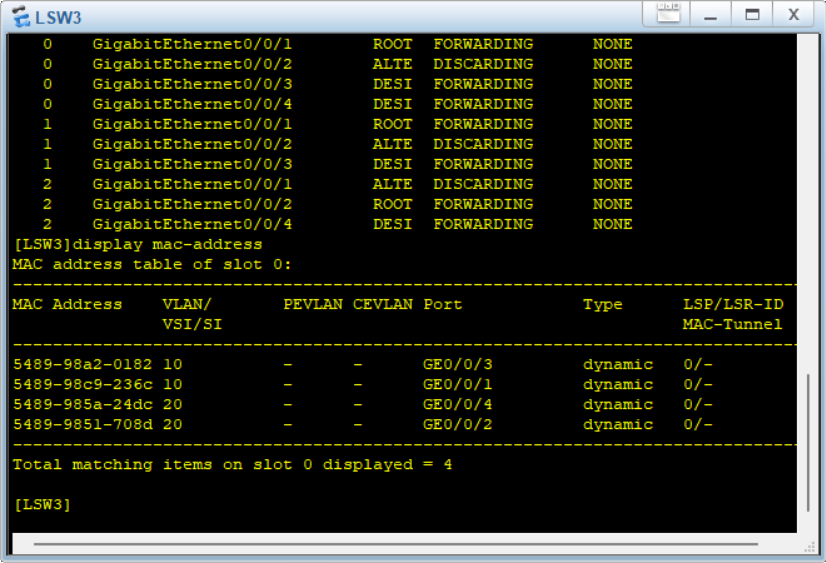 LSW3
0    GigabitEthernet0/0/1        ROOT  FORWARDING      NONE
0    GigabitEthernet0/0/2        ALTE  DISCARDING      NONE
0    GigabitEthernet0/0/3        DESI  FORWARDING      NONE
0    GigabitEthernet0/0/4        DESI  FORWARDING      NONE
1    GigabitEthernet0/0/1        ROOT  FORWARDING      NONE
1    GigabitEthernet0/0/2        ALTE  DISCARDING      NONE
1    GigabitEthernet0/0/3        DESI  FORWARDING      NONE
2    GigabitEthernet0/0/1        ALTE  DISCARDING      NONE
2    GigabitEthernet0/0/2        ROOT  FORWARDING      NONE
2    GigabitEthernet0/0/4        DESI  FORWARDING      NONE
[LSW3]display mac-address
MAC address table of slot 0:
-------------------------------------------------------------------------------
MAC Address    VLAN/       PEVLAN CEVLAN Port            Type      LSP/LSR-ID
               VSI/SI                                              MAC-Tunnel
-------------------------------------------------------------------------------
5489-98a2-0182 10          -      -      GE0/0/3         dynamic   0/-
5489-98c9-236c 10          -      -      GE0/0/1         dynamic   0/-
5489-985a-24dc 20          -      -      GE0/0/4         dynamic   0/-
5489-9851-708d 20          -      -      GE0/0/2         dynamic   0/-
-------------------------------------------------------------------------------
Total matching items on slot 0 displayed = 4
[LSW3]